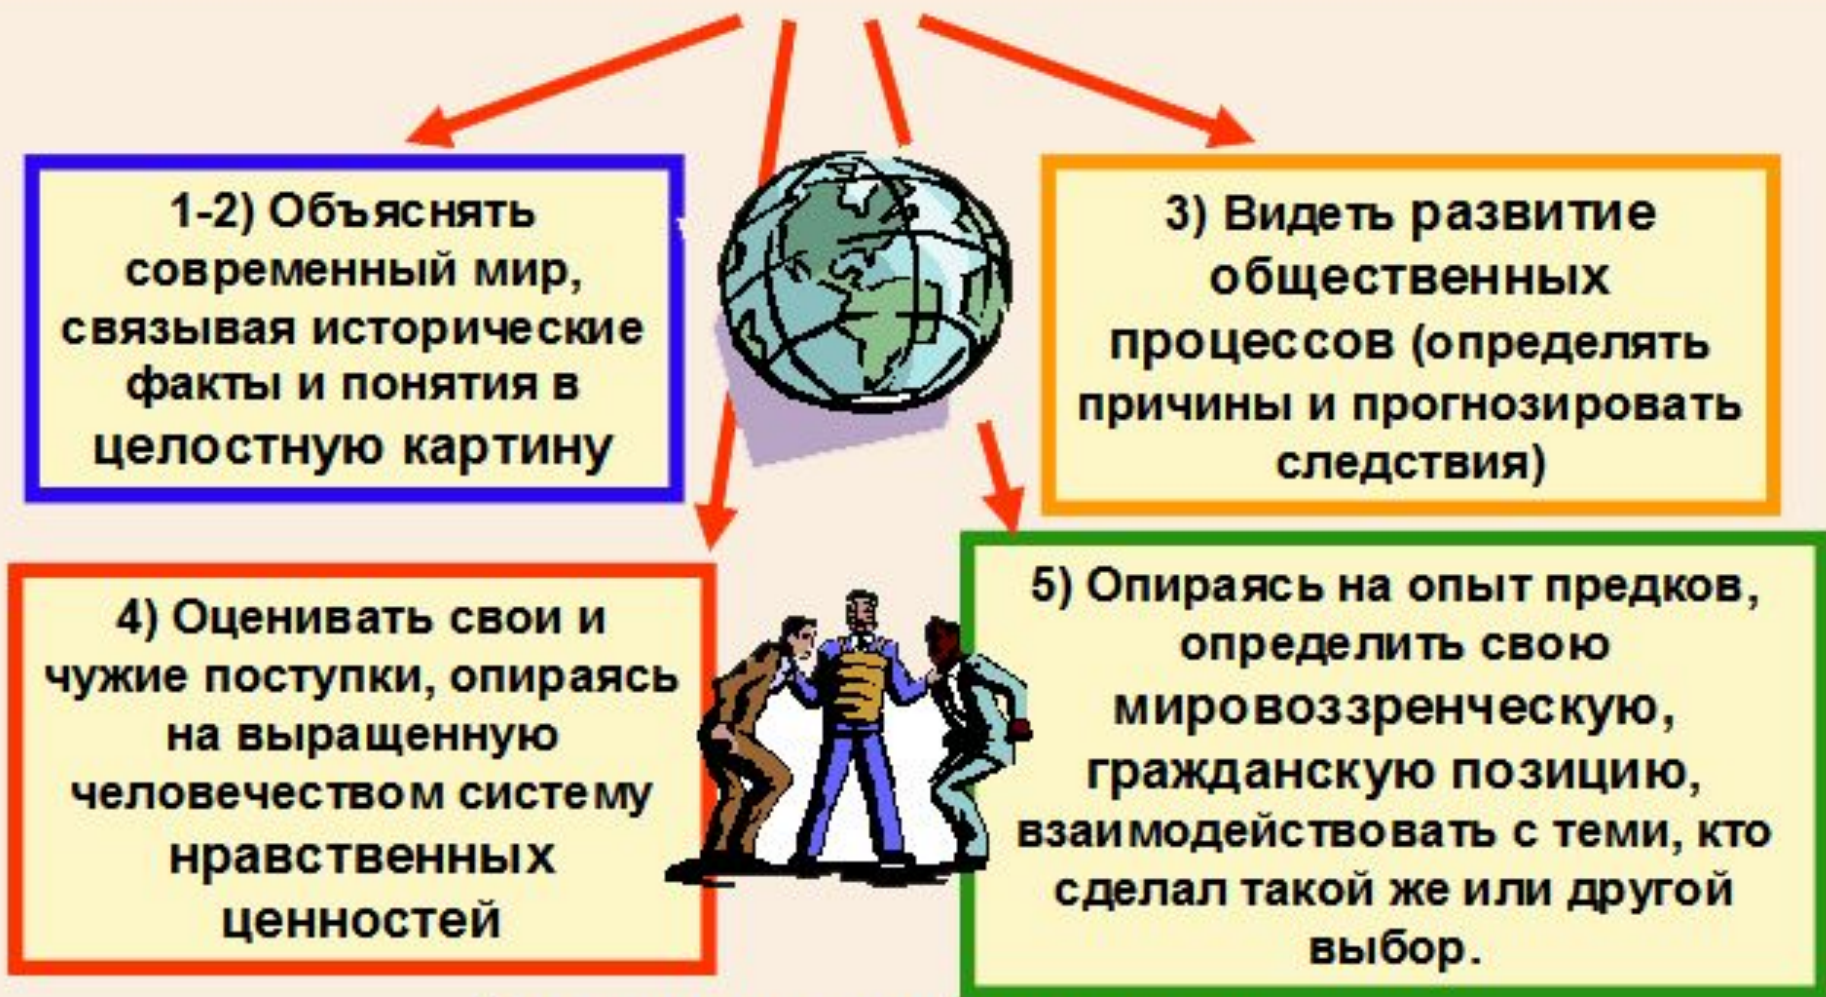 1-2) Объяснять
современный мир,
связывая исторические
факты и понятия в
целостную картину
3) Видеть развитие
общественных
процессов (определять
причины и прогнозировать
следствия)
4) Оценивать свои и
чужие поступки, опираясь
на выращенную
человечеством систему
нравственных
ценностей
5) Опираясь на опыт предков,
определить свою
мировоззренческую,
гражданскую позицию,
взаимодействовать с теми, кто
сделал такой же или другой
выбор.